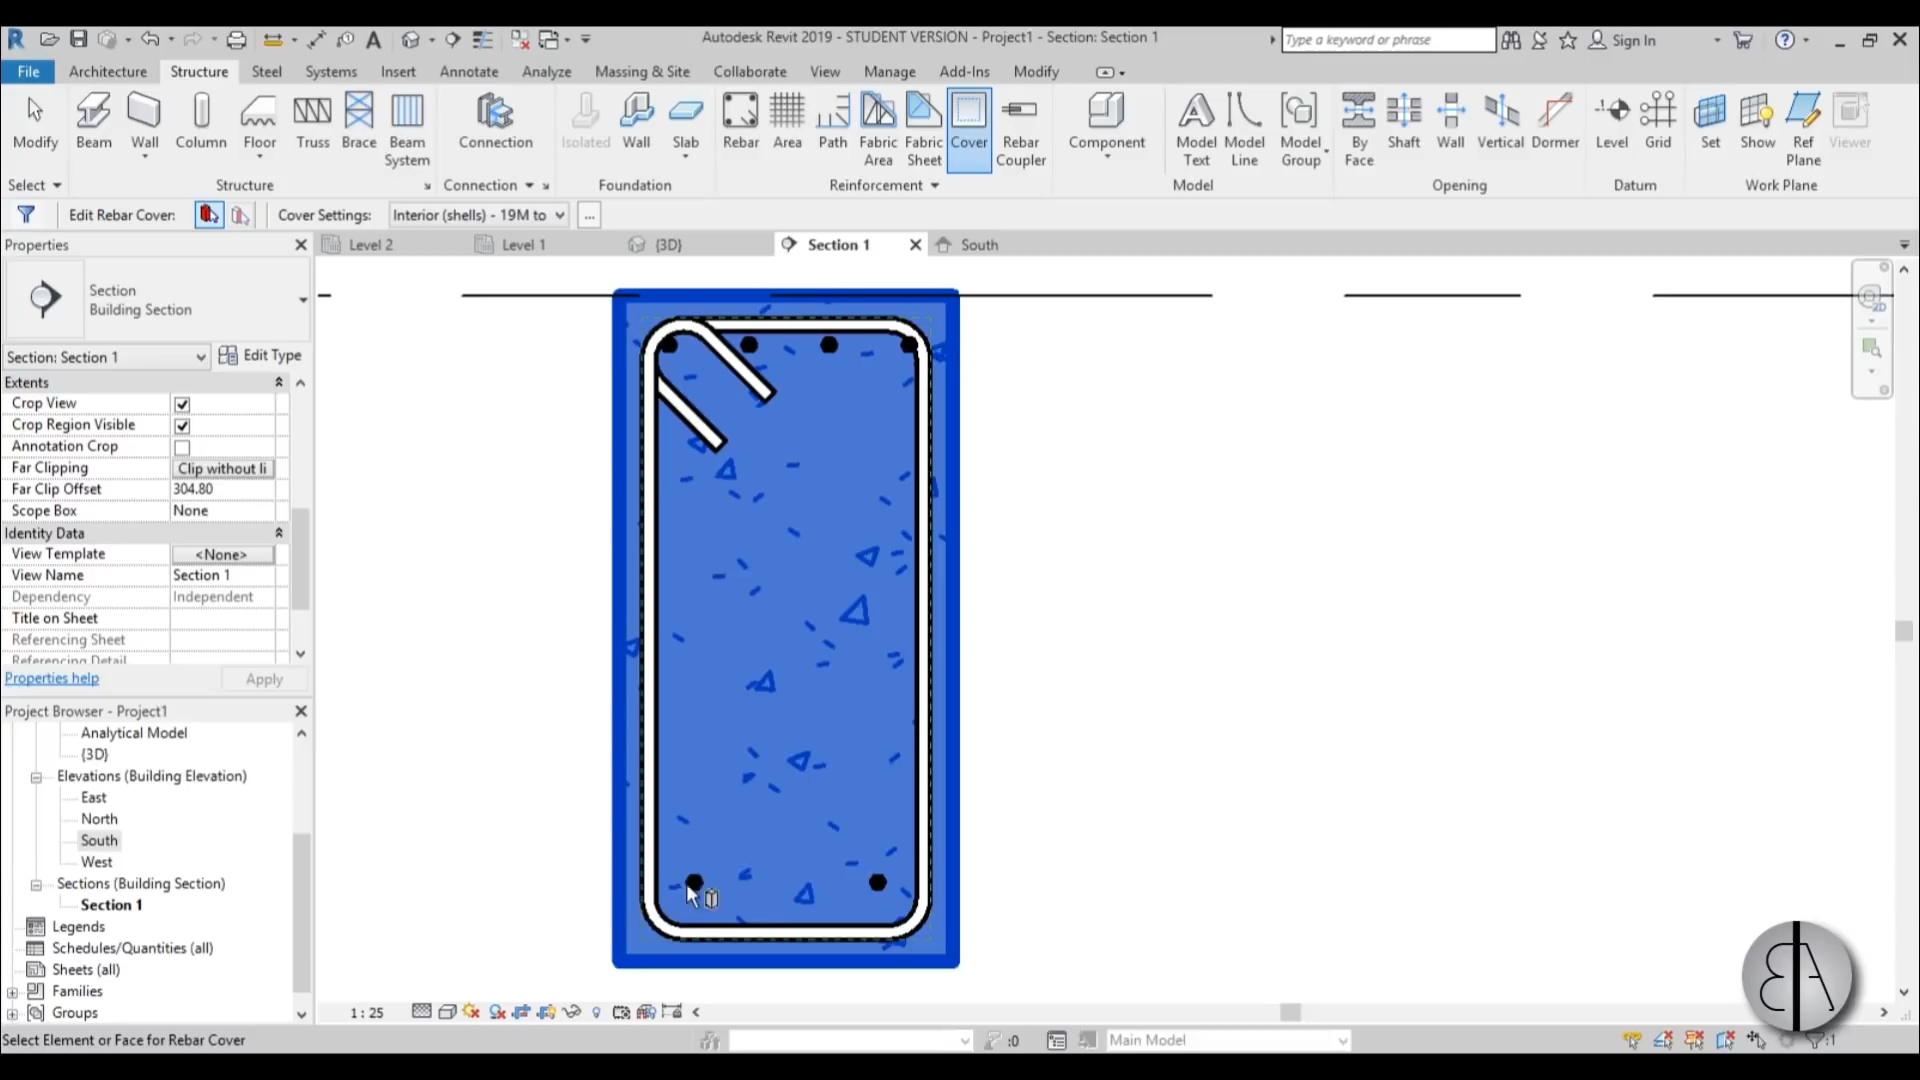 Autodesk Revit 2019 - STUDENT VERSION - Project1 - Section: Section 1
Type a keyword or phrase
Sign In
File Architecture Structure Steel Systems Insert Annotate Analyze Massing & Site Collaborate View Manage Add-Ins Modify
Modify Beam Wall Column Floor Truss Brace Beam System Connection Isolated Wall Slab Rebar Area Path Fabric Area Fabric Sheet Cover Rebar Coupler Component Model Text Model Line Model Group By Face Shaft Wall Vertical Dormer Level Grid Set Show Ref Plane Viewer
Select Structure Connection Foundation Reinforcement Model Opening Datum Work Plane
Edit Rebar Cover: Cover Settings: Interior (shells) - 19M to ...
Properties
Level 2 Level 1 {3D} Section 1 South
Section
Building Section
Section: Section 1 Edit Type
Extents
Crop View
Crop Region Visible
Annotation Crop
Far Clipping Clip without li
Far Clip Offset 304.80
Scope Box None
Identity Data
View Template <None>
View Name Section 1
Dependency Independent
Title on Sheet
Referencing Sheet
Referencing Detail
Properties help Apply
Project Browser - Project1
Analytical Model
{3D}
Elevations (Building Elevation)
East
North
South
West
Sections (Building Section)
Section 1
Legends
Schedules/Quantities (all)
Sheets (all)
Families
Groups
2D
1 : 25
BA
Select Element or Face for Rebar Cover
:0
Main Model
:1